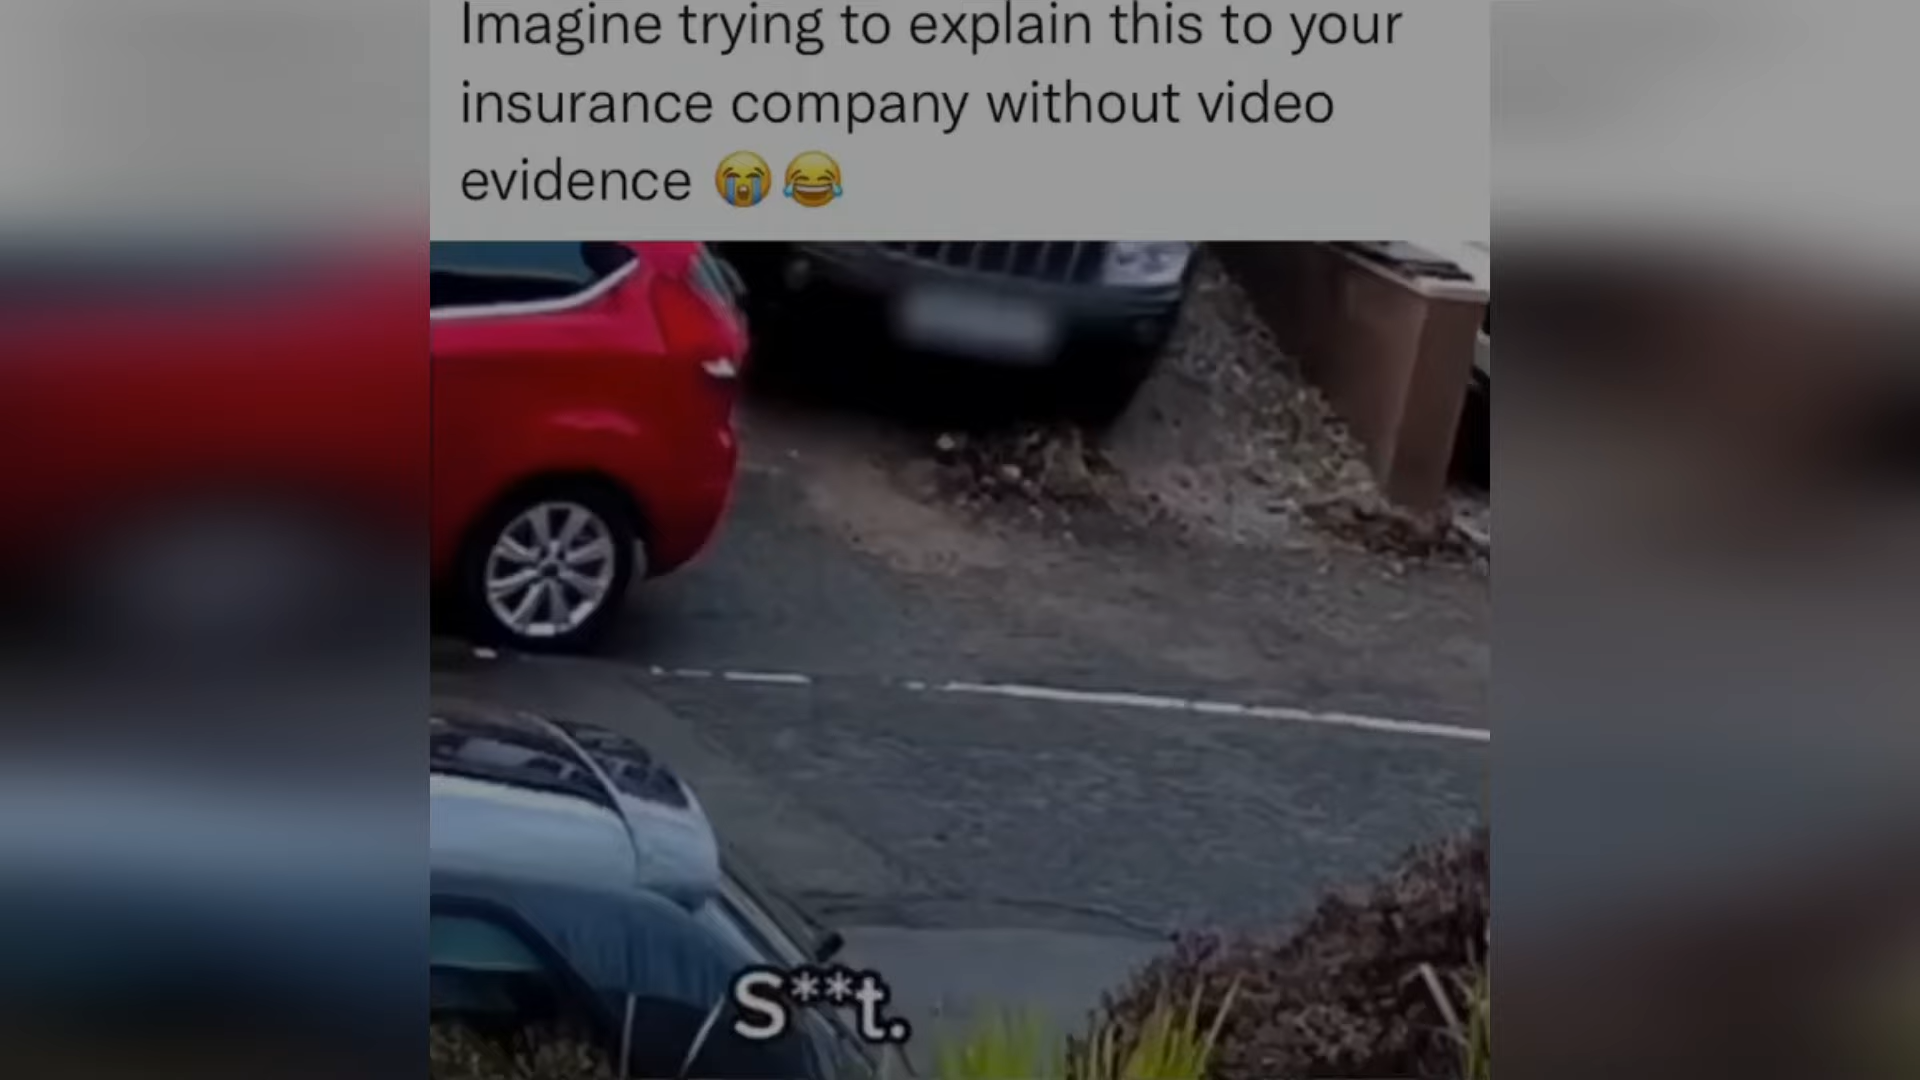 Imagine trying to explain this to your
insurance company without video
evidence 😭😂
S**t.